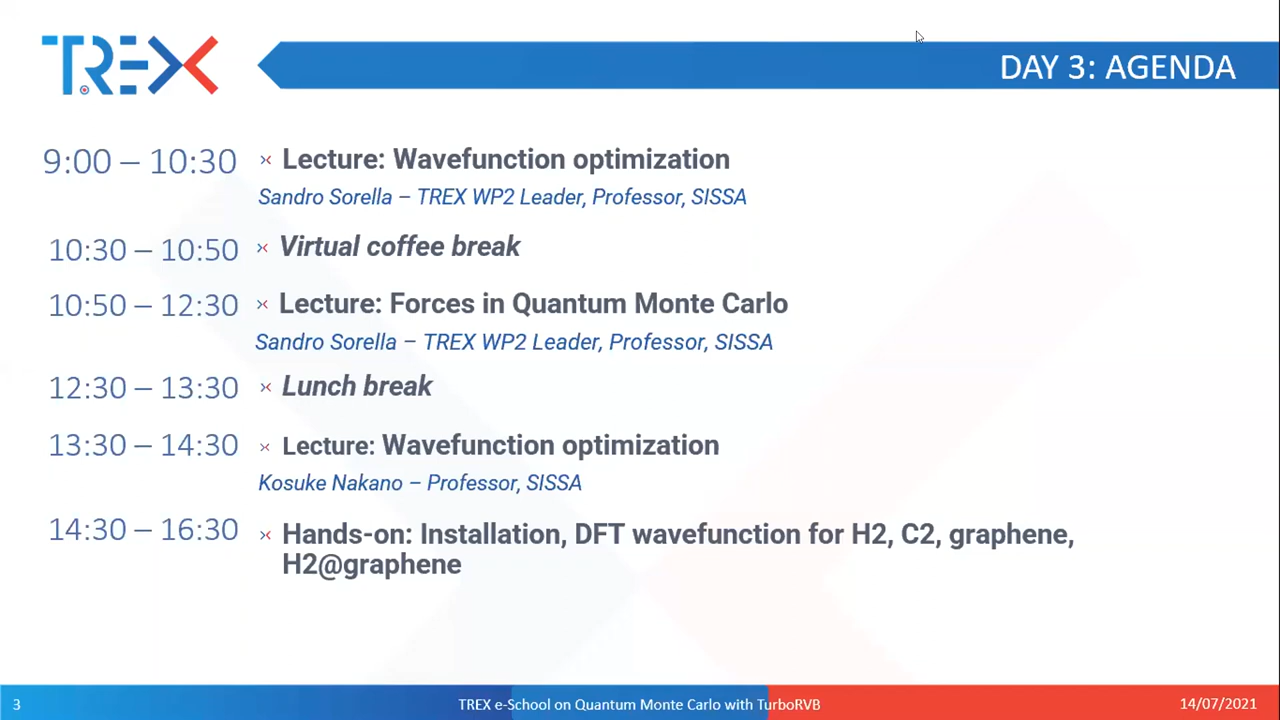 TREX
DAY 3: AGENDA
9:00 – 10:30
Lecture: Wavefunction optimization
Sandro Sorella – TREX WP2 Leader, Professor, SISSA
10:30 – 10:50
Virtual coffee break
10:50 – 12:30
Lecture: Forces in Quantum Monte Carlo
Sandro Sorella – TREX WP2 Leader, Professor, SISSA
12:30 – 13:30
Lunch break
13:30 – 14:30
Lecture: Wavefunction optimization
Kosuke Nakano – Professor, SISSA
14:30 – 16:30
Hands-on: Installation, DFT wavefunction for H2, C2, graphene,
H2@graphene
3
TREX e-School on Quantum Monte Carlo with TurboRVB
14/07/2021